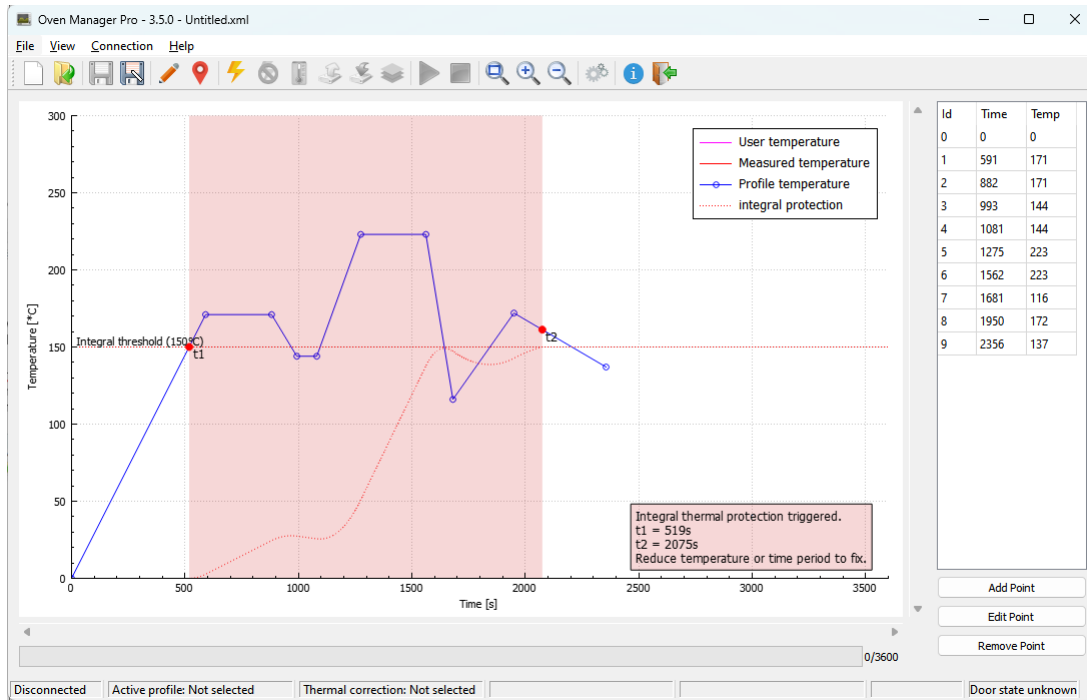 Oven Manager Pro - 3.5.0 - Untitled.xml
File View Connection Help
300
250
200
150
100
50
0
Temperature [°C]
Integral threshold (150°C)
t1
t2
User temperature
Measured temperature
Profile temperature
integral protection
Integral thermal protection triggered.
t1 = 519s
t2 = 2075s
Reduce temperature or time period to fix.
0 500 1000 1500 2000 2500 3000 3500
Time [s]
Id Time Temp
0 0 0
1 591 171
2 882 171
3 993 144
4 1081 144
5 1275 223
6 1562 223
7 1681 116
8 1950 172
9 2356 137
Add Point
Edit Point
Remove Point
0/3600
Disconnected Active profile: Not selected Thermal correction: Not selected Door state unknown